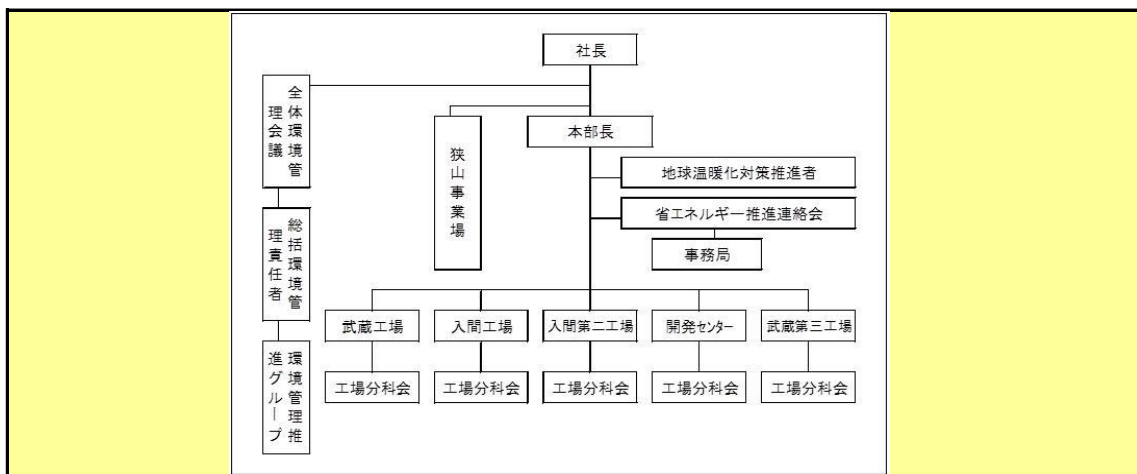 社長
全体環境管
理会議
本部長
狭山事業場
地球温暖化対策推進者
省エネルギー推進連絡会
事務局
総括環境管
理責任者
武蔵工場
入間工場
入間第二工場
開発センター
武蔵第三工場
環境管理推
進グループ
工場分科会
工場分科会
工場分科会
工場分科会
工場分科会